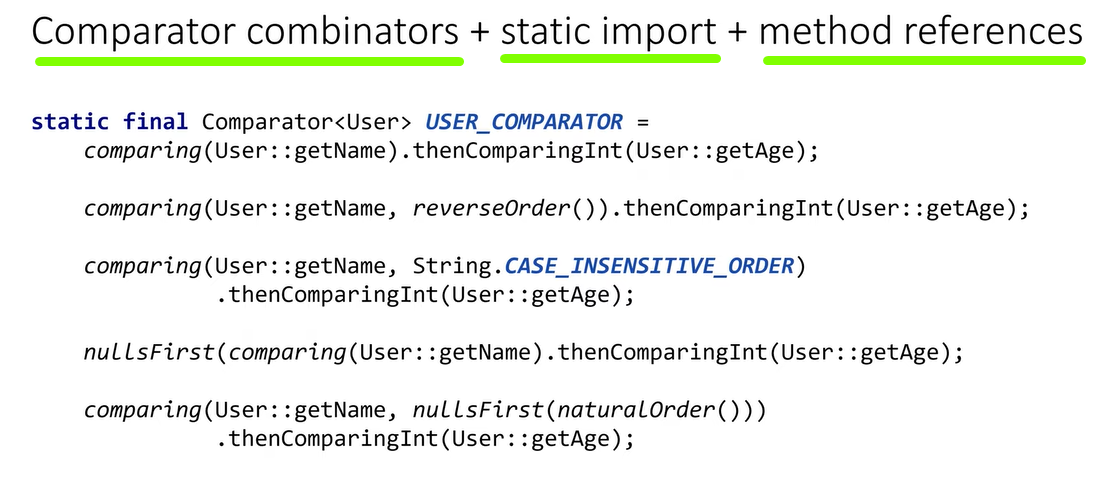 Comparator combinators + static import + method references
static final Comparator<User> USER_COMPARATOR =
comparing(User::getName).thenComparingInt(User::getAge);
comparing(User::getName, reverseOrder()).thenComparingInt(User::getAge);
comparing(User::getName, String.CASE_INSENSITIVE_ORDER)
.thenComparingInt(User::getAge);
nullsFirst(comparing(User::getName).thenComparingInt(User::getAge);
comparing(User::getName, nullsFirst(naturalOrder()))
.thenComparingInt(User::getAge);